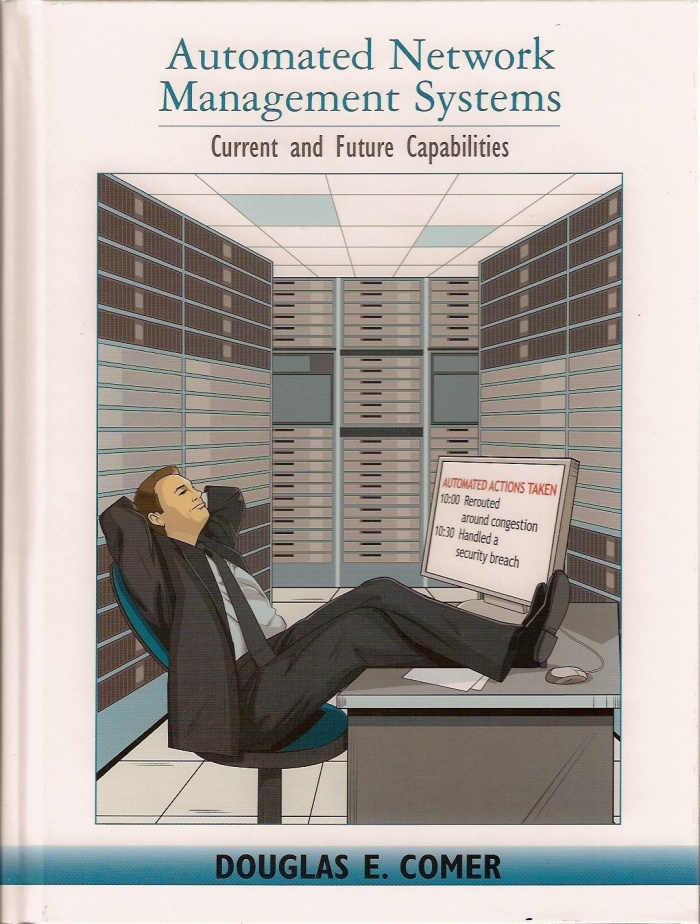 Automated Network
Management Systems
Current and Future Capabilities
AUTOMATED ACTIONS TAKEN
10:00 Rerouted
around congestion
10:30 Handled a
security breach
DOUGLAS E. COMER